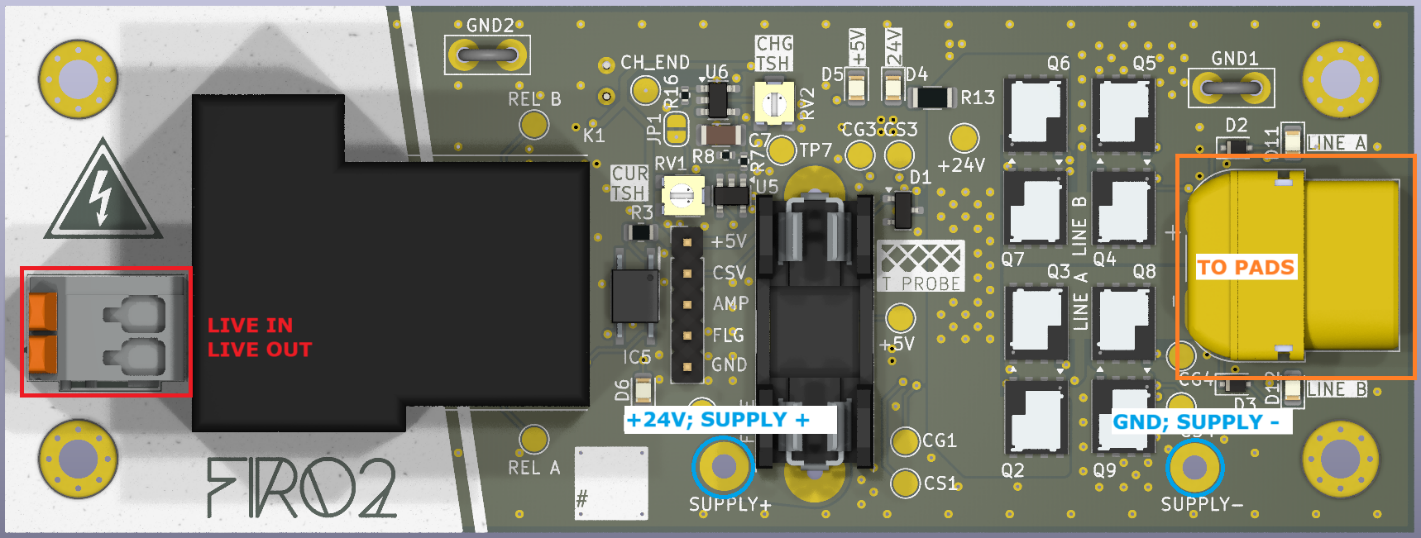 GND2
CHG
TSH
+5V
24V
Q6
Q5
GND1
CH_END
U6
D5
D4
R13
R16
RV2
REL B
K1
JP1
CG3
CS3
+24V
D2
D11
LINE A
R8
R7
C7
TP7
RV1
U5
D1
CUR
TSH
R3
+5V
CSV
AMP
FLG
GND
T PROBE
+5V
Q7
Q4
LINE B
LINE A
Q3
Q8
+
-
TO PADS
LIVE IN
LIVE OUT
IC5
D6
CG4
D3
LINE B
+24V; SUPPLY +
GND; SUPPLY -
REL A
CG1
CS1
Q2
Q9
FIRO2
#
SUPPLY+
SUPPLY-